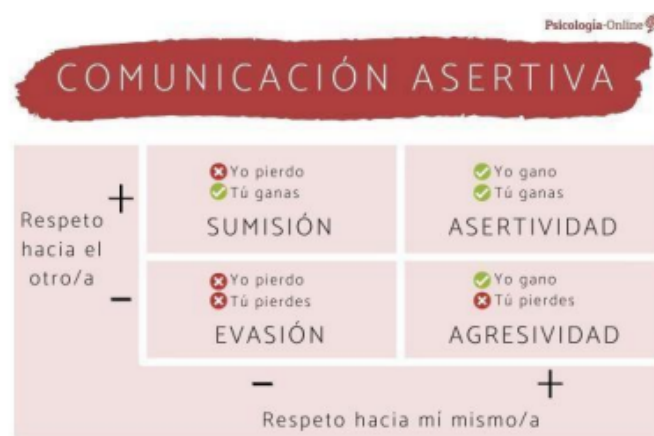 Psicología-Online
COMUNICACIÓN ASERTIVA
Yo pierdo
Tú ganas
SUMISIÓN
Yo gano
Tú ganas
ASERTIVIDAD
+
Respeto
hacia el
otro/a
-
Yo pierdo
Tú pierdes
EVASIÓN
Yo gano
Tú pierdes
AGRESIVIDAD
- +
Respeto hacia mí mismo/a